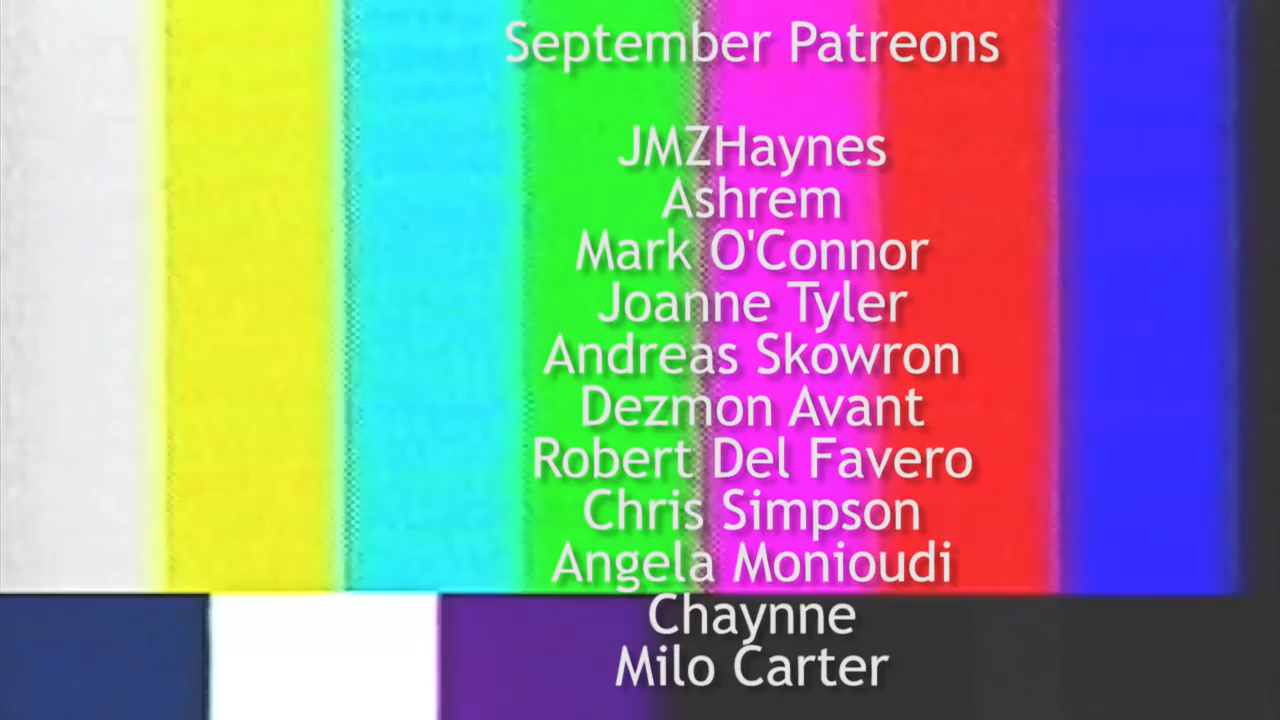 September Patreons
JMZHaynes
Ashrem
Mark O'Connor
Joanne Tyler
Andreas Skowron
Dezmon Avant
Robert Del Favero
Chris Simpson
Angela Monioudi
Chaynne
Milo Carter